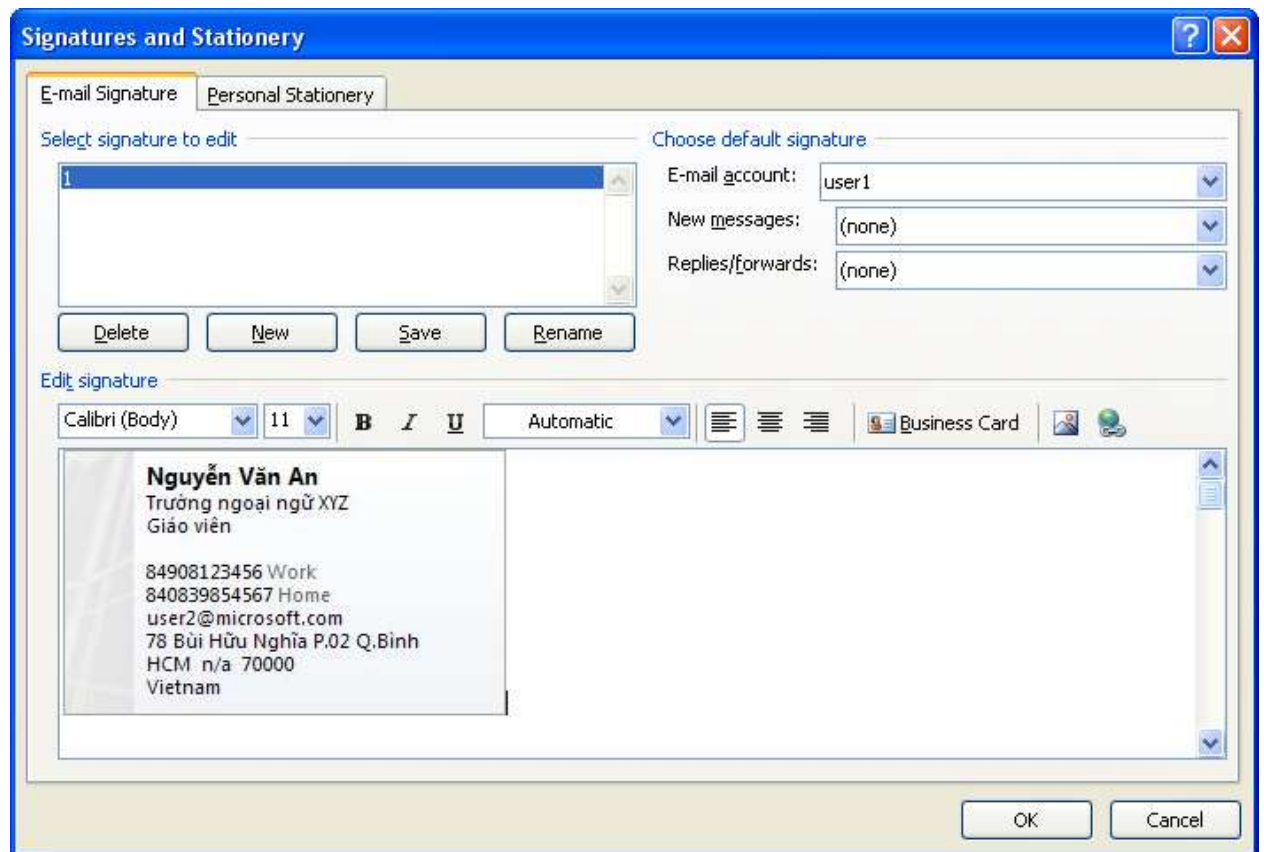 Signatures and Stationery
E-mail Signature
Personal Stationery
Select signature to edit
Choose default signature
1
E-mail account:
user1
New messages:
(none)
Replies/forwards:
(none)
Delete
New
Save
Rename
Edit signature
Calibri (Body)
11
B
I
U
Automatic
Business Card
Nguyễn Văn An
Trường ngoại ngữ XYZ
Giáo viên
84908123456 Work
840839854567 Home
user2@microsoft.com
78 Bùi Hữu Nghĩa P.02 Q.Bình
HCM n/a 70000
Vietnam
OK
Cancel